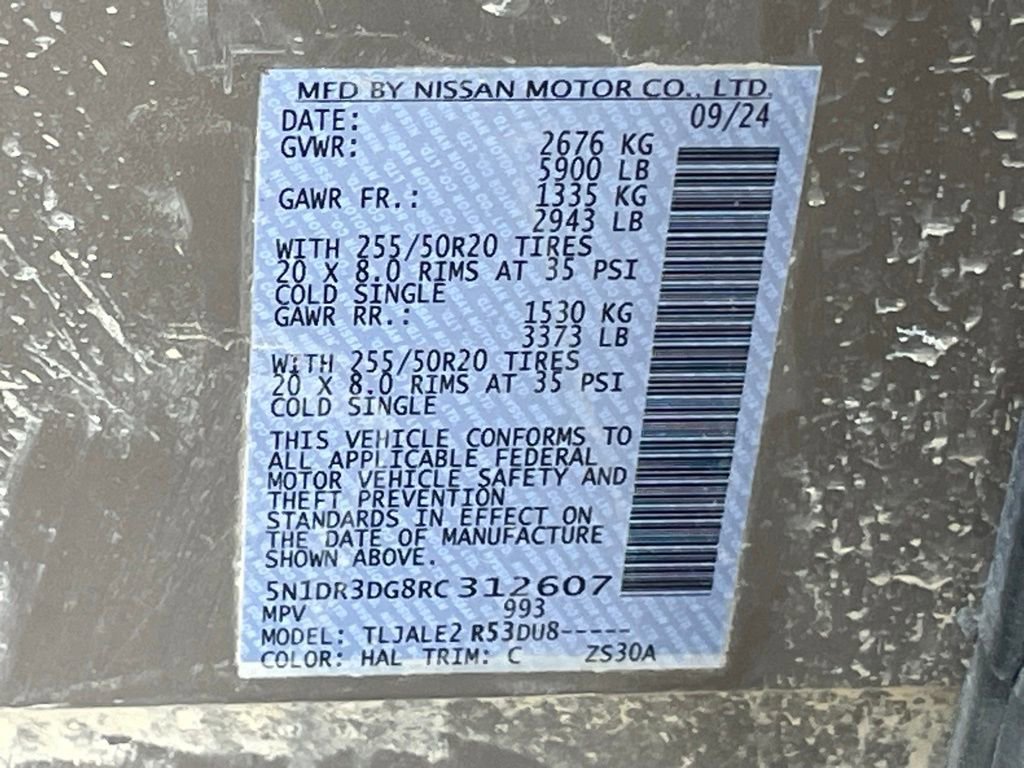 MFD BY NISSAN MOTOR CO., LTD.
DATE: 09/24
GVWR: 2676 KG
5900 LB
GAWR FR.: 1335 KG
2943 LB
WITH 255/50R20 TIRES
20 X 8.0 RIMS AT 35 PSI
COLD SINGLE
GAWR RR.: 1530 KG
3373 LB
WITH 255/50R20 TIRES
20 X 8.0 RIMS AT 35 PSI
COLD SINGLE
THIS VEHICLE CONFORMS TO
ALL APPLICABLE FEDERAL
MOTOR VEHICLE SAFETY AND
THEFT PREVENTION
STANDARDS IN EFFECT ON
THE DATE OF MANUFACTURE
SHOWN ABOVE.
5N1DR3DG8RC312607
MPV 993
MODEL: TLJALE2 R53DU8-----
COLOR: HAL TRIM: C ZS30A